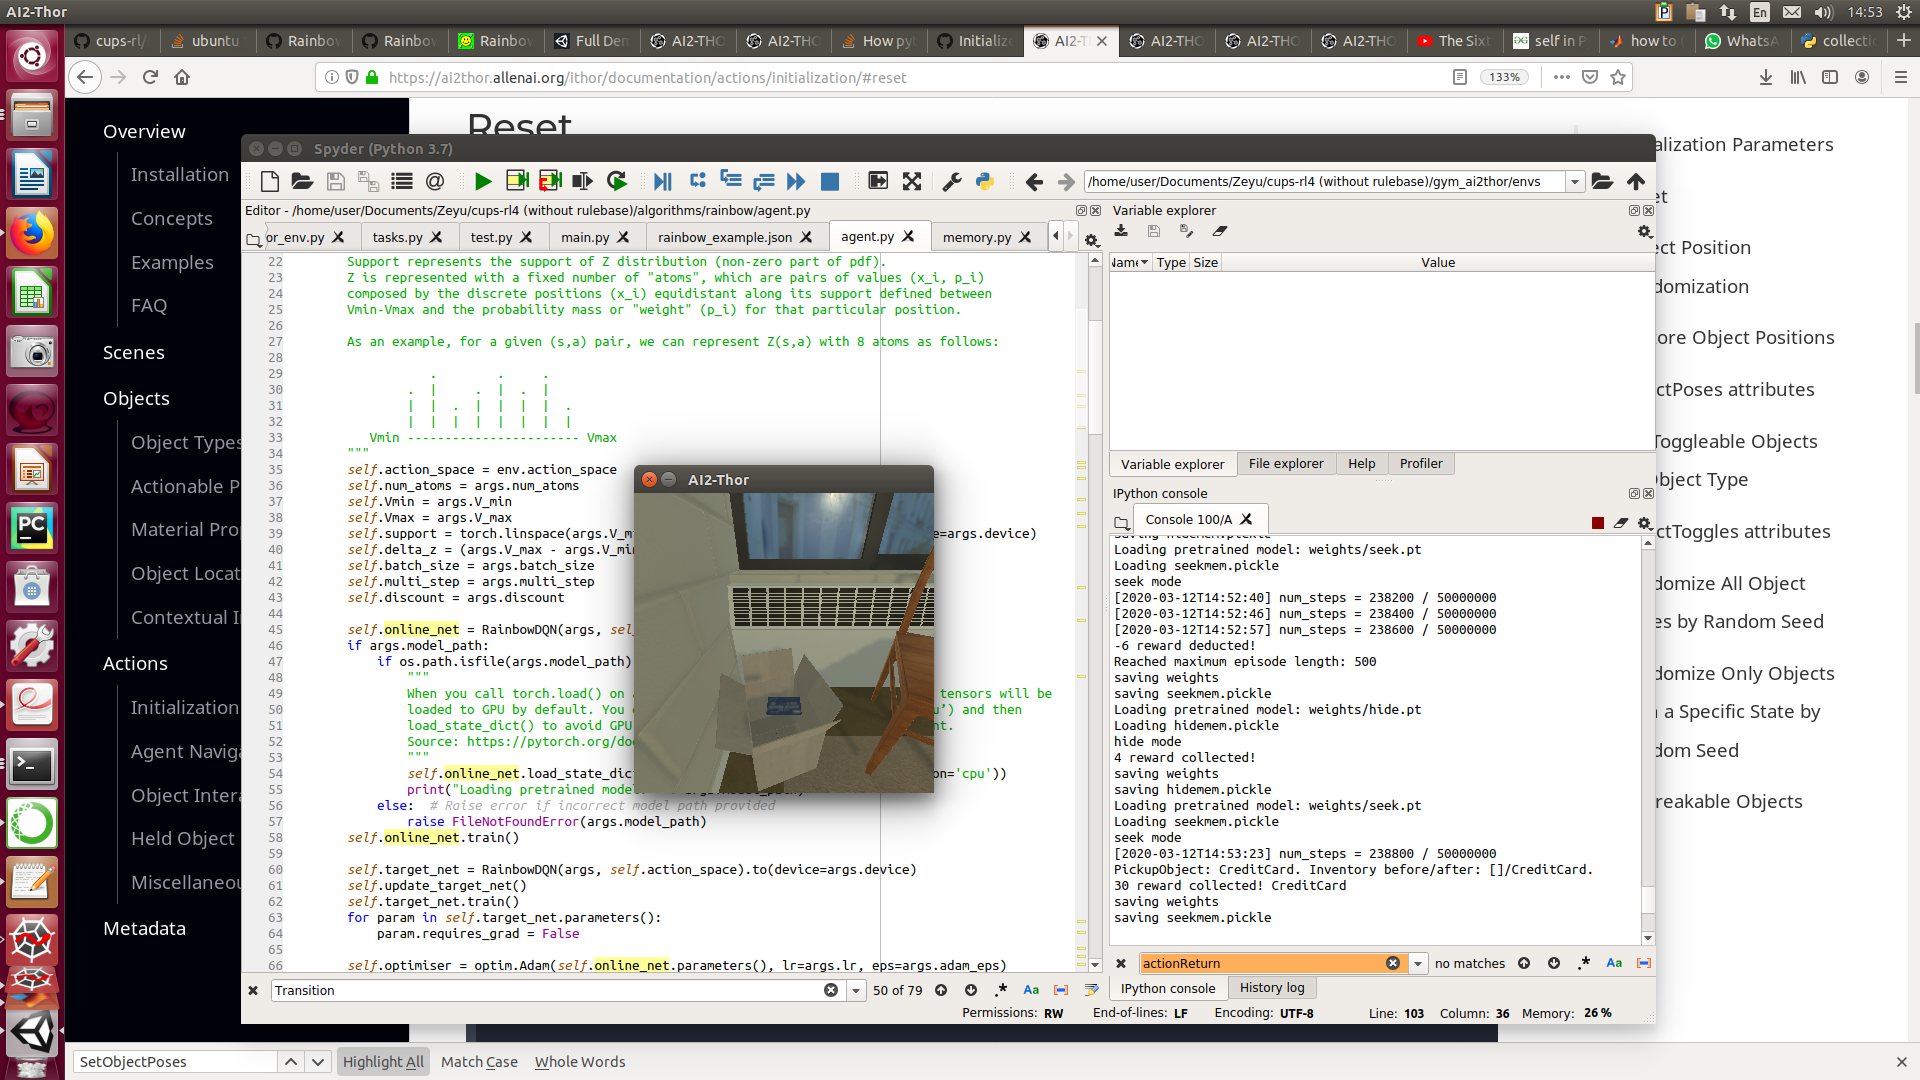 AI2-Thor
En
14:53
cups-rl/
ubuntu
Rainbov
Rainbov
Rainbov
Full Den
AI2-THO
AI2-THO
How pyt
Initialize
AI2-T
AI2-THO
AI2-THO
AI2-THO
The Sixt
self in P
how to (
WhatsA
collecti
https://ai2thor.allenai.org/ithor/documentation/actions/initialization/#reset
133%
Overview
Installation
Concepts
Examples
FAQ
Scenes
Objects
Object Types
Actionable P
Material Prop
Object Locat
Contextual I
Actions
Initialization
Agent Naviga
Object Intera
Held Object
Miscellaneou
Metadata
Reset
alization Parameters
et
ect Position
domization
ore Object Positions
ctPoses attributes
Toggleable Objects
bject Type
ctToggles attributes
domize All Object
es by Random Seed
domize Only Objects
a Specific State by
dom Seed
reakable Objects
Spyder (Python 3.7)
/home/user/Documents/Zeyu/cups-rl4 (without rulebase)/gym_ai2thor/envs
Editor - /home/user/Documents/Zeyu/cups-rl4 (without rulebase)/algorithms/rainbow/agent.py
or_env.py
tasks.py
test.py
main.py
rainbow_example.json
agent.py
memory.py
22 Support represents the support of Z distribution (non-zero part of pdf).
23 Z is represented with a fixed number of "atoms", which are pairs of values (x_i, p_i)
24 composed by the discrete positions (x_i) equidistant along its support defined between
25 Vmin-Vmax and the probability mass or "weight" (p_i) for that particular position.
26
27 As an example, for a given (s,a) pair, we can represent Z(s,a) with 8 atoms as follows:
28
29 . . .
30 . | . | . |
31 | | . | | | | .
32 | | | | | | | |
33 Vmin ----------------------- Vmax
34 """
35 self.action_space = env.action_space
36 self.num_atoms = args.num_atoms
37 self.Vmin = args.V_min
38 self.Vmax = args.V_max
39 self.support = torch.linspace(args.V_m e=args.device)
40 self.delta_z = (args.V_max - args.V_min
41 self.batch_size = args.batch_size
42 self.multi_step = args.multi_step
43 self.discount = args.discount
44
45 self.online_net = RainbowDQN(args, sel
46 if args.model_path:
47 if os.path.isfile(args.model_path)
48 """
49 When you call torch.load() on a tensors will be
50 loaded to GPU by default. You c u') and then
51 load_state_dict() to avoid GPU nt.
52 Source: https://pytorch.org/doc
53 """
54 self.online_net.load_state_dict on='cpu'))
55 print("Loading pretrained model
56 else: # Raise error if incorrect model path provided
57 raise FileNotFoundError(args.model_path)
58 self.online_net.train()
59
60 self.target_net = RainbowDQN(args, self.action_space).to(device=args.device)
61 self.update_target_net()
62 self.target_net.train()
63 for param in self.target_net.parameters():
64 param.requires_grad = False
65
66 self.optimiser = optim.Adam(self.online_net.parameters(), lr=args.lr, eps=args.adam_eps)
AI2-Thor
Transition
50 of 79
Aa
Variable explorer
Name Type Size Value
Variable explorer
File explorer
Help
Profiler
IPython console
Console 100/A
saving hidemem.pickle
Loading pretrained model: weights/seek.pt
Loading seekmem.pickle
seek mode
[2020-03-12T14:52:40] num_steps = 238200 / 50000000
[2020-03-12T14:52:46] num_steps = 238400 / 50000000
[2020-03-12T14:52:57] num_steps = 238600 / 50000000
-6 reward deducted!
Reached maximum episode length: 500
saving weights
saving seekmem.pickle
Loading pretrained model: weights/hide.pt
Loading hidemem.pickle
hide mode
4 reward collected!
saving weights
saving hidemem.pickle
Loading pretrained model: weights/seek.pt
Loading seekmem.pickle
seek mode
[2020-03-12T14:53:23] num_steps = 238800 / 50000000
PickupObject: CreditCard. Inventory before/after: []/CreditCard.
30 reward collected! CreditCard
saving weights
saving seekmem.pickle
actionReturn
no matches
Aa
IPython console
History log
Permissions: RW End-of-lines: LF Encoding: UTF-8 Line: 103 Column: 36 Memory: 26 %
SetObjectPoses
Highlight All
Match Case
Whole Words